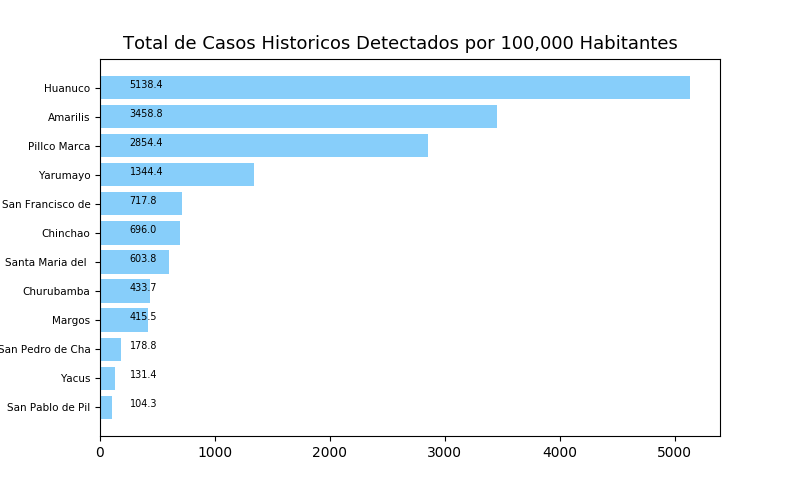 Total de Casos Historicos Detectados por 100,000 Habitantes
Huanuco 5138.4
Amarilis 3458.8
Pillco Marca 2854.4
Yarumayo 1344.4
San Francisco de 717.8
Chinchao 696.0
Santa Maria del 603.8
Churubamba 433.7
Margos 415.5
San Pedro de Cha 178.8
Yacus 131.4
San Pablo de Pil 104.3
0 1000 2000 3000 4000 5000